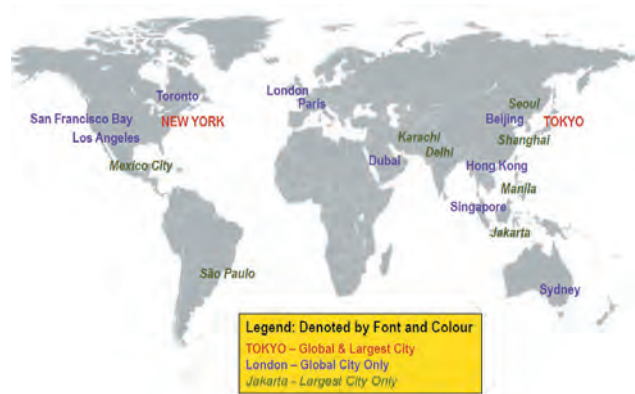 Toronto
London
Paris
San Francisco Bay
NEW YORK
Los Angeles
Mexico City
Seoul
Beijing
TOKYO
Karachi
Shanghai
Delhi
Dubai
Hong Kong
Manila
Singapore
Jakarta
São Paulo
Sydney
Legend: Denoted by Font and Colour
TOKYO – Global & Largest City
London – Global City Only
Jakarta - Largest City Only